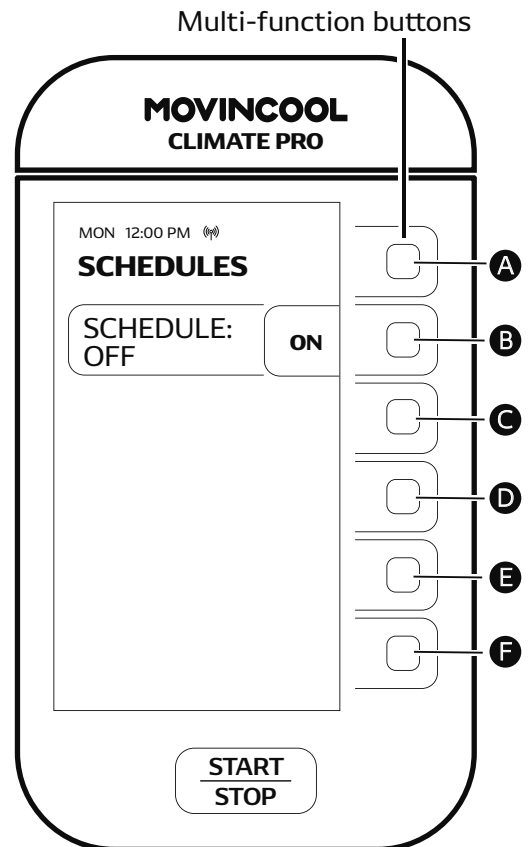 Multi-function buttons
MOVINCOOL
CLIMATE PRO
MON 12:00 PM
SCHEDULES
A
SCHEDULE:
OFF
ON
B
C
D
E
F
START
STOP